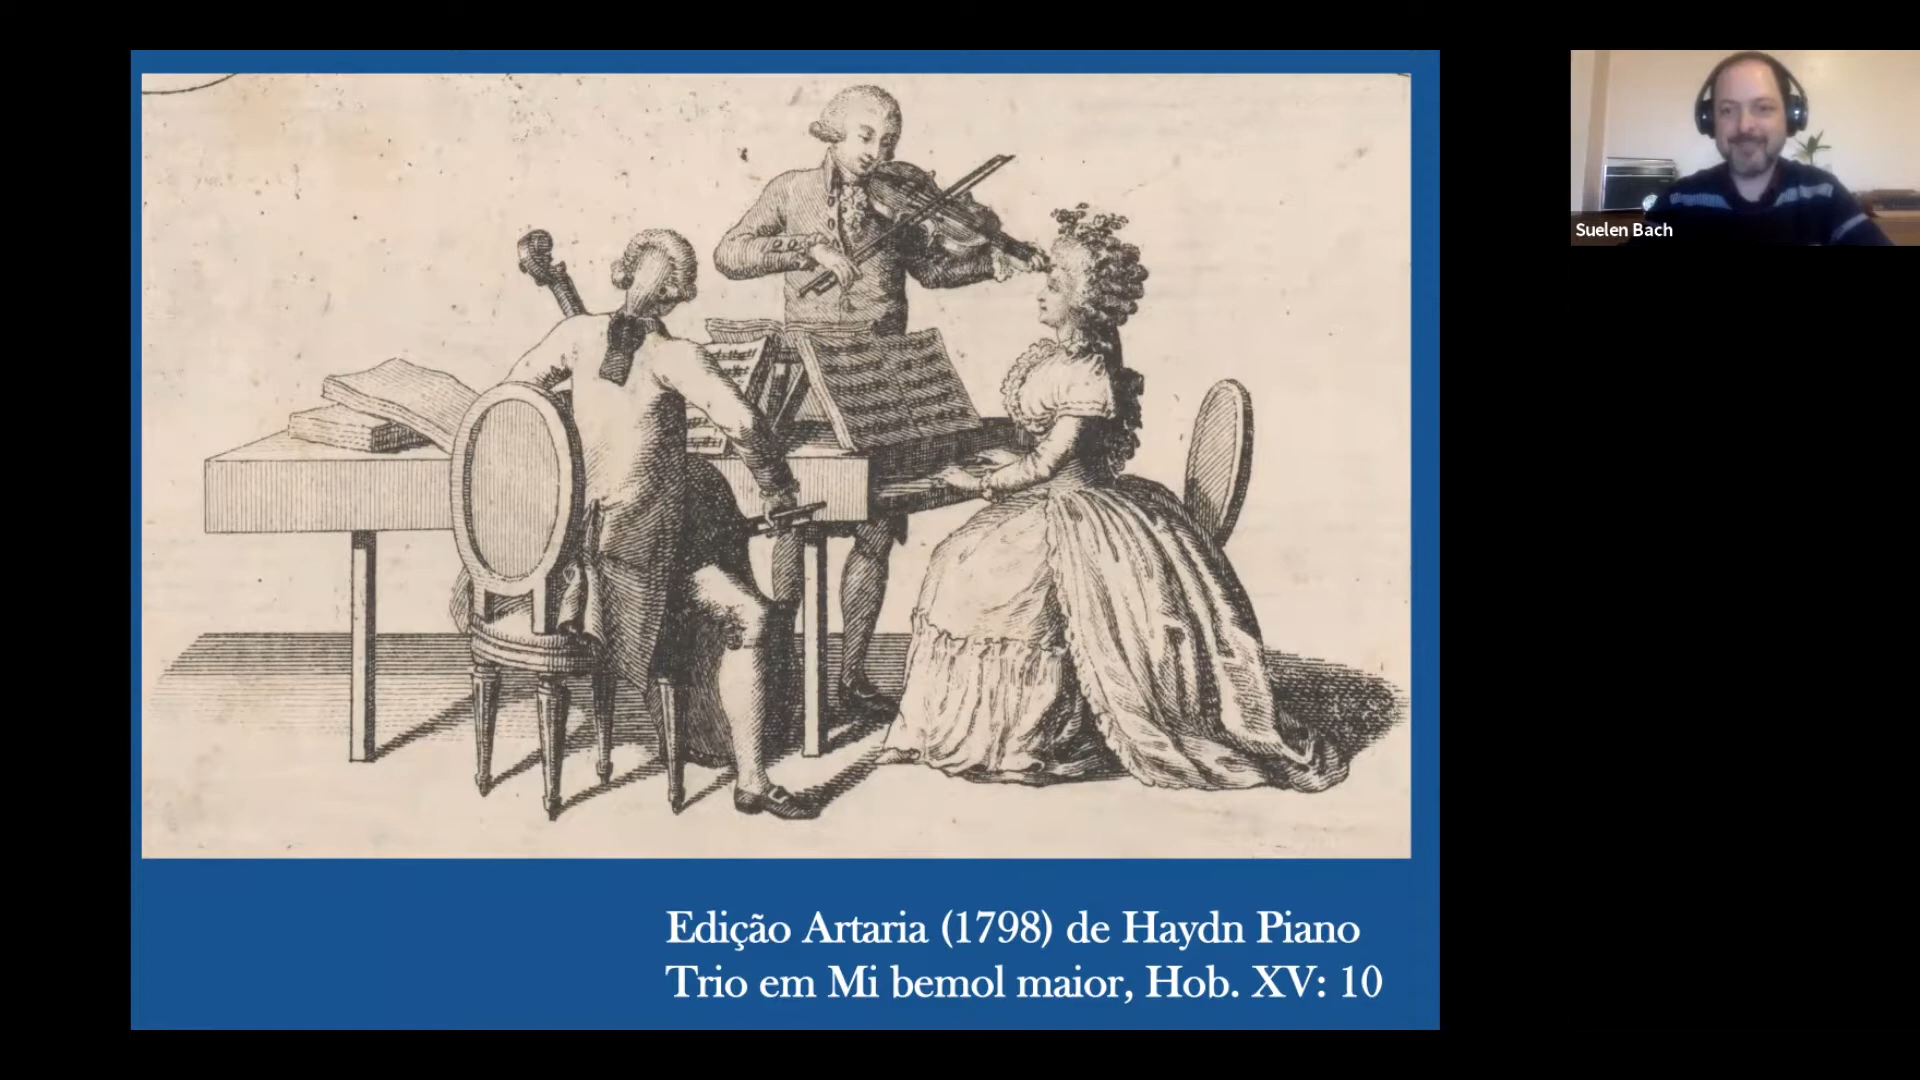 Suelen Bach
Edição Artaria (1798) de Haydn Piano
Trio em Mi bemol maior, Hob. XV: 10